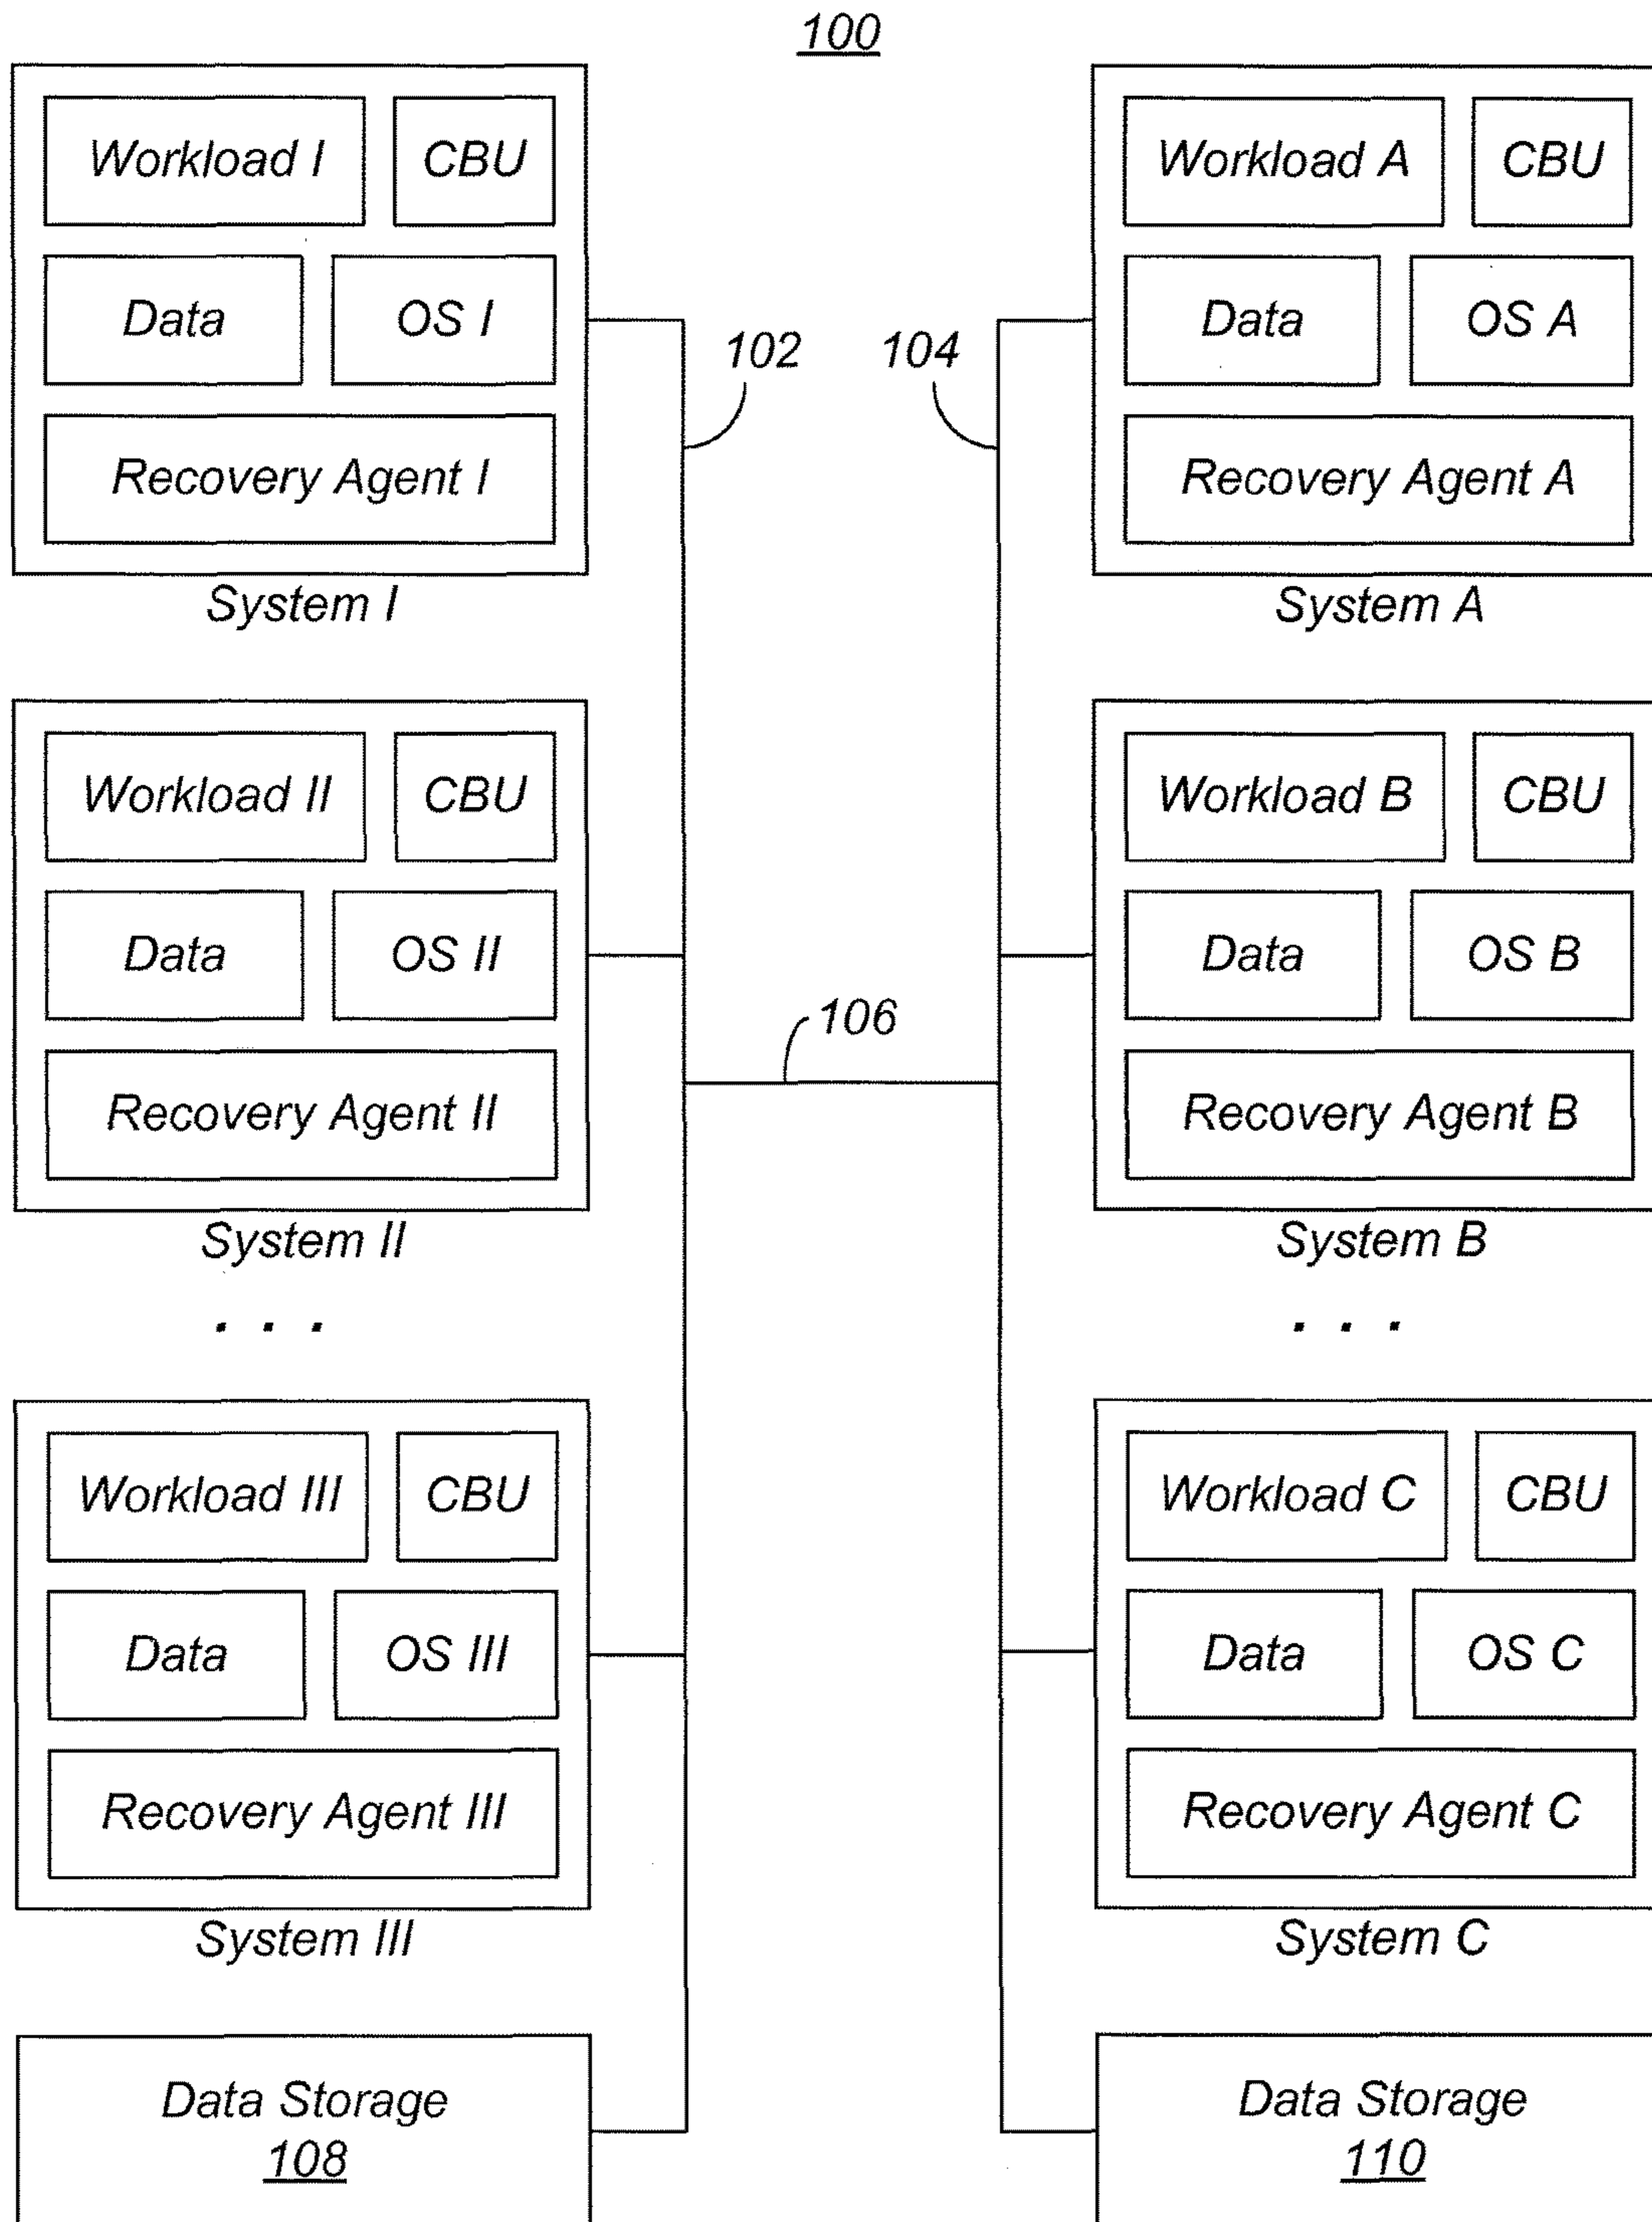 100
Workload I CBU
Data OS I
Recovery Agent I
System I
Workload A CBU
Data OS A
Recovery Agent A
System A
102 104
Workload II CBU
Data OS II
Recovery Agent II
System II
Workload B CBU
Data OS B
Recovery Agent B
System B
106
. . .
. . .
Workload III CBU
Data OS III
Recovery Agent III
System III
Workload C CBU
Data OS C
Recovery Agent C
System C
Data Storage
108
Data Storage
110